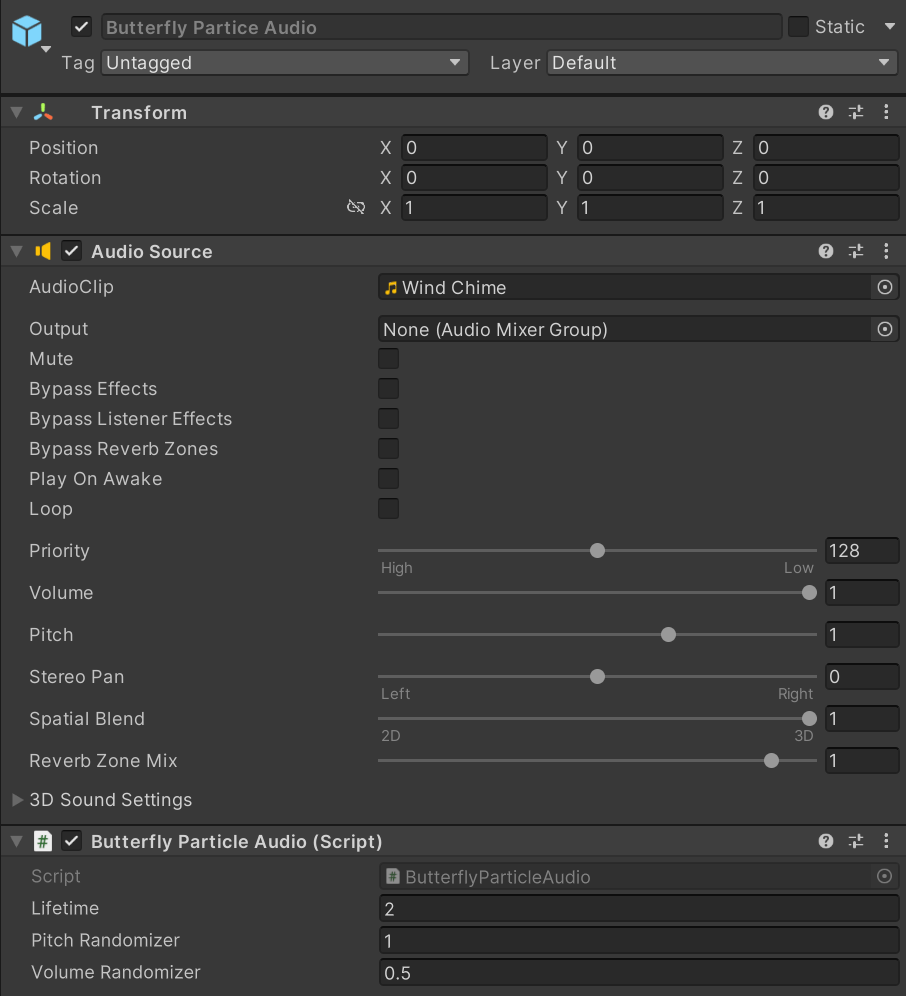 Butterfly Partice Audio Static
Tag Untagged Layer Default
Transform
Position X 0 Y 0 Z 0
Rotation X 0 Y 0 Z 0
Scale X 1 Y 1 Z 1
Audio Source
AudioClip Wind Chime
Output None (Audio Mixer Group)
Mute
Bypass Effects
Bypass Listener Effects
Bypass Reverb Zones
Play On Awake
Loop
Priority 128
High Low
Volume 1
Pitch 1
Stereo Pan 0
Left Right
Spatial Blend 1
2D 3D
Reverb Zone Mix 1
3D Sound Settings
# Butterfly Particle Audio (Script)
Script # ButterflyParticleAudio
Lifetime 2
Pitch Randomizer 1
Volume Randomizer 0.5